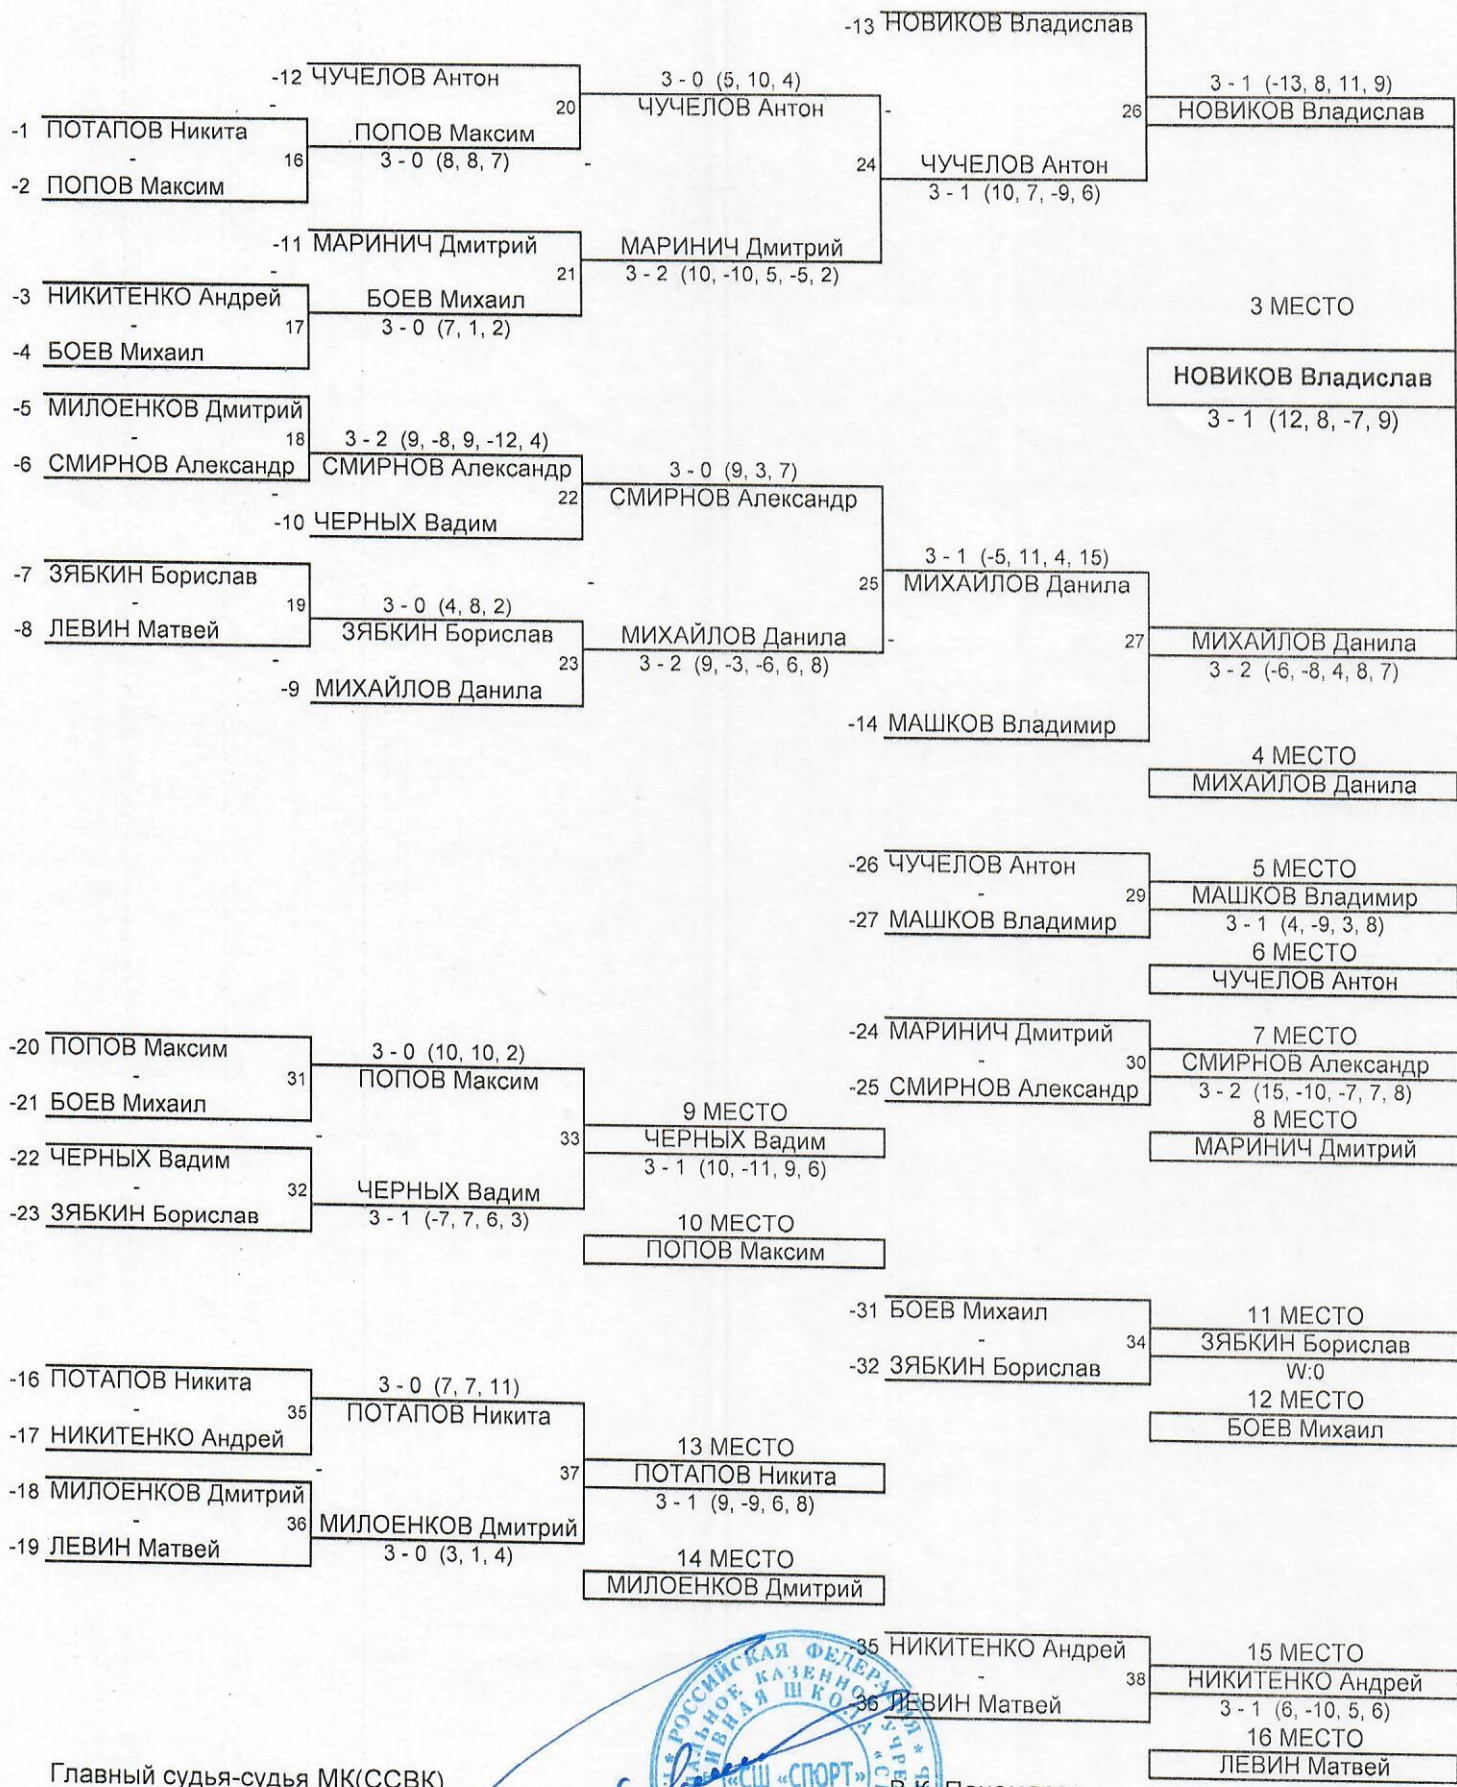 -13 НОВИКОВ Владислав
-12 ЧУЧЕЛОВ Антон
3 - 0 (5, 10, 4)
3 - 1 (-13, 8, 11, 9)
-
20
ЧУЧЕЛОВ Антон
-
26
НОВИКОВ Владислав
-1 ПОТАПОВ Никита
ПОПОВ Максим
-
16
3 - 0 (8, 8, 7)
-
24
ЧУЧЕЛОВ Антон
-2 ПОПОВ Максим
3 - 1 (10, 7, -9, 6)
-11 МАРИНИЧ Дмитрий
МАРИНИЧ Дмитрий
-
21
3 - 2 (10, -10, 5, -5, 2)
-3 НИКИТЕНКО Андрей
БОЕВ Михаил
3 МЕСТО
-
17
3 - 0 (7, 1, 2)
-4 БОЕВ Михаил
НОВИКОВ Владислав
-5 МИЛОЕНКОВ Дмитрий
3 - 1 (12, 8, -7, 9)
-
18
3 - 2 (9, -8, 9, -12, 4)
-6 СМИРНОВ Александр
СМИРНОВ Александр
3 - 0 (9, 3, 7)
-
22
СМИРНОВ Александр
-10 ЧЕРНЫХ Вадим
3 - 1 (-5, 11, 4, 15)
-7 ЗЯБКИН Борислав
-
25
МИХАЙЛОВ Данила
-
19
3 - 0 (4, 8, 2)
-8 ЛЕВИН Матвей
ЗЯБКИН Борислав
МИХАЙЛОВ Данила
-
27
МИХАЙЛОВ Данила
-
23
3 - 2 (9, -3, -6, 6, 8)
3 - 2 (-6, -8, 4, 8, 7)
-9 МИХАЙЛОВ Данила
-14 МАШКОВ Владимир
4 МЕСТО
МИХАЙЛОВ Данила
-26 ЧУЧЕЛОВ Антон
5 МЕСТО
-
29
МАШКОВ Владимир
-27 МАШКОВ Владимир
3 - 1 (4, -9, 3, 8)
6 МЕСТО
ЧУЧЕЛОВ Антон
-24 МАРИНИЧ Дмитрий
7 МЕСТО
-20 ПОПОВ Максим
3 - 0 (10, 10, 2)
-
30
СМИРНОВ Александр
-
31
ПОПОВ Максим
-25 СМИРНОВ Александр
3 - 2 (15, -10, -7, 7, 8)
-21 БОЕВ Михаил
9 МЕСТО
8 МЕСТО
-
33
ЧЕРНЫХ Вадим
МАРИНИЧ Дмитрий
-22 ЧЕРНЫХ Вадим
3 - 1 (10, -11, 9, 6)
-
32
ЧЕРНЫХ Вадим
-23 ЗЯБКИН Борислав
3 - 1 (-7, 7, 6, 3)
10 МЕСТО
ПОПОВ Максим
-31 БОЕВ Михаил
11 МЕСТО
-
34
ЗЯБКИН Борислав
-32 ЗЯБКИН Борислав
W:0
-16 ПОТАПОВ Никита
3 - 0 (7, 7, 11)
12 МЕСТО
-
35
ПОТАПОВ Никита
БОЕВ Михаил
-17 НИКИТЕНКО Андрей
13 МЕСТО
-
37
ПОТАПОВ Никита
-18 МИЛОЕНКОВ Дмитрий
3 - 1 (9, -9, 6, 8)
-
36
МИЛОЕНКОВ Дмитрий
-19 ЛЕВИН Матвей
3 - 0 (3, 1, 4)
14 МЕСТО
МИЛОЕНКОВ Дмитрий
-35 НИКИТЕНКО Андрей
15 МЕСТО
-
38
НИКИТЕНКО Андрей
-36 ЛЕВИН Матвей
3 - 1 (6, -10, 5, 6)
16 МЕСТО
ЛЕВИН Матвей
РОССИЙСКАЯ ФЕДЕРАЦИЯ
«СШ «СПОРТ»
Главный судья-судья МК(ССВК)